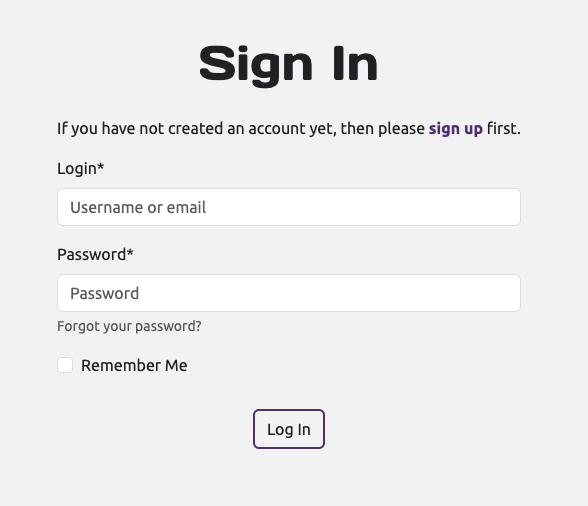 Sign In
If you have not created an account yet, then please sign up first.
Login*
Username or email
Password*
Password
Forgot your password?
Remember Me
Log In